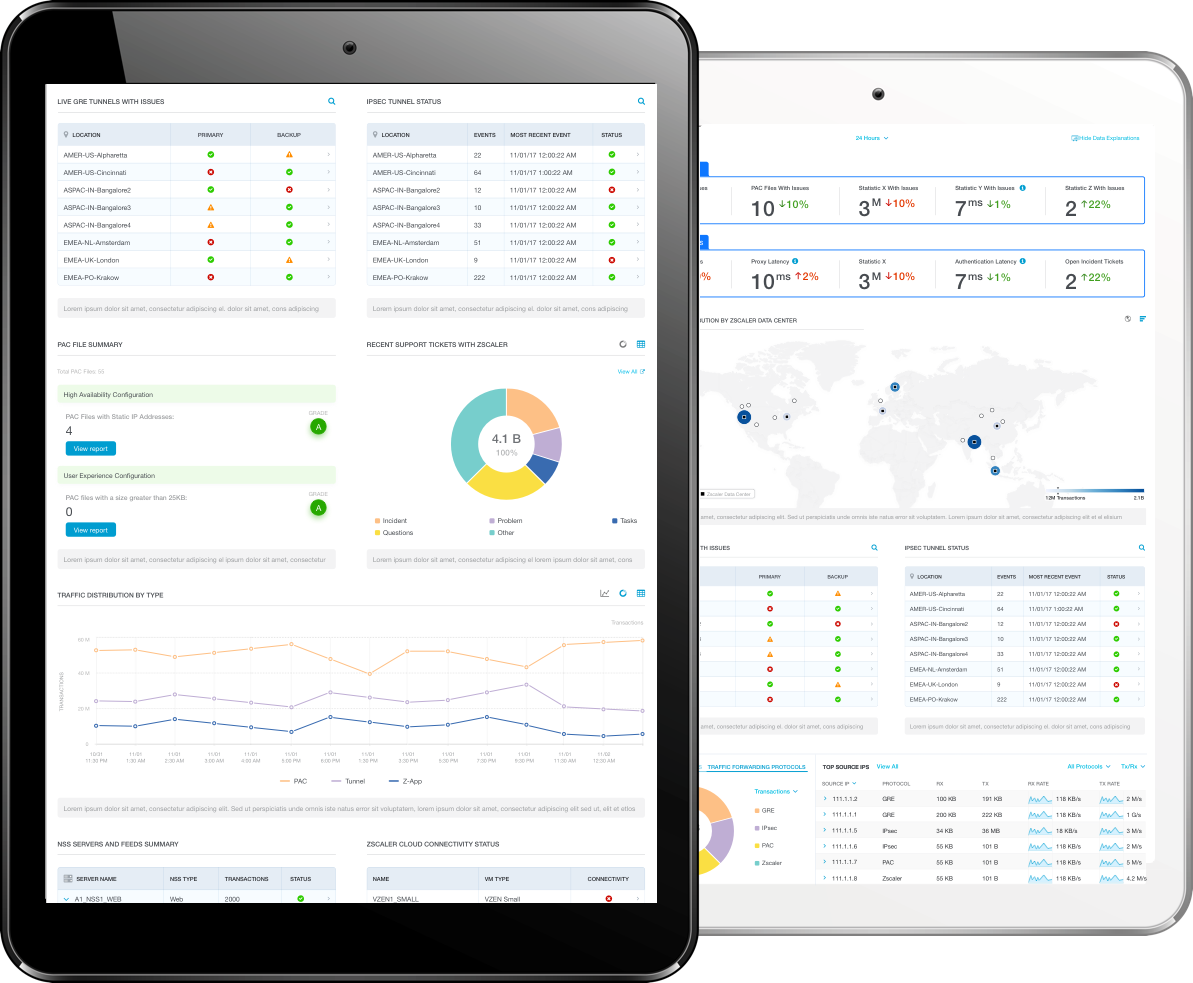 LIVE GRE TUNNELS WITH ISSUES
LOCATION PRIMARY BACKUP
AMER-US-Alpharetta
AMER-US-Cincinnati
ASPAC-IN-Bangalore2
ASPAC-IN-Bangalore3
ASPAC-IN-Bangalore4
EMEA-NL-Amsterdam
EMEA-UK-London
EMEA-PO-Krakow
Lorem ipsum dolor sit amet, consectetur adipiscing el. dolor sit amet, cons adipiscing
IPSEC TUNNEL STATUS
LOCATION EVENTS MOST RECENT EVENT STATUS
AMER-US-Alpharetta 22 11/01/17 12:00:22 AM
AMER-US-Cincinnati 64 11/01/17 1:00:22 AM
ASPAC-IN-Bangalore2 12 11/01/17 12:00:22 AM
ASPAC-IN-Bangalore3 10 11/01/17 12:00:22 AM
ASPAC-IN-Bangalore4 33 11/01/17 12:00:22 AM
EMEA-NL-Amsterdam 51 11/01/17 12:00:22 AM
EMEA-UK-London 9 11/01/17 12:00:22 AM
EMEA-PO-Krakow 222 11/01/17 12:00:22 AM
Lorem ipsum dolor sit amet, consectetur adipiscing el. dolor sit amet, cons adipiscing
PAC FILE SUMMARY
Total PAC Files: 55
High Availability Configuration
PAC Files with Static IP Addresses:
4
View report
GRADE
A
User Experience Configuration
PAC files with a size greater than 25KB:
0
View report
GRADE
A
Lorem ipsum dolor sit amet, consectetur adipiscing el ipsum dolor sit amet, consectetur
RECENT SUPPORT TICKETS WITH ZSCALER
View All
4.1 B
100%
Incident Problem Tasks
Questions Other
Lorem ipsum dolor sit amet, consectetur adipiscing el lorem ipsum dolor sit amet, cons
TRAFFIC DISTRIBUTION BY TYPE
Transactions
TRANSACTIONS
40 M
20 M
0
10/01 11/01 11/01 11/01 11/01 11/01 11/01 11/01 11/01 11/01 11/01 11/01 11/01 11/02
11:30 PM 1:30 AM 2:30 AM 3:00 AM 4:00 AM 5:00 PM 6:00 PM 1:30 PM 3:30 PM 5:30 PM 7:30 PM 9:30 PM 11:30 AM 12:30 AM
PAC Tunnel Z-App
Lorem ipsum dolor sit amet, consectetur adipiscing elit. Sed ut perspiciatis unde omnis iste natus error sit voluptatem, lorem ipsum dolor sit amet, consectetur adipiscing elit sed ut, elit et eltos
NSS SERVERS AND FEEDS SUMMARY
SERVER NAME NSS TYPE TRANSACTIONS STATUS
A1_NSS1_WEB Web 2000
ZSCALER CLOUD CONNECTIVITY STATUS
NAME VM TYPE CONNECTIVITY
VZEN1_SMALL VZEN Small
24 Hours
Hide Data Explanations
PAC Files With Issues Statistic X With Issues Statistic Y With Issues Statistic Z With Issues
10 ↓10% 3 M ↓10% 7 ms ↓1% 2 ↑22%
Proxy Latency Statistic X Authentication Latency Open Incident Tickets
% 10 ms ↑2% 3 M ↓10% 7 ms ↓1% 2 ↑22%
UTION BY ZSCALER DATA CENTER
Zscaler Data Center
12M Transactions 2.1B
amet, consectetur adipiscing elit. Sed ut perspiciatis unde omnis iste natus error sit voluptatem. Lorem ipsum dolor sit amet, consectetur adipiscing elit et el elsium
TH ISSUES
PRIMARY BACKUP
2
3
4
amet, consectetur adipiscing el. dolor sit amet, cons adipiscing
IPSEC TUNNEL STATUS
LOCATION EVENTS MOST RECENT EVENT STATUS
AMER-US-Alpharetta 22 11/01/17 12:00:22 AM
AMER-US-Cincinnati 64 11/01/17 1:00:22 AM
ASPAC-IN-Bangalore2 12 11/01/17 12:00:22 AM
ASPAC-IN-Bangalore3 10 11/01/17 12:00:22 AM
ASPAC-IN-Bangalore4 33 11/01/17 12:00:22 AM
EMEA-NL-Amsterdam 51 11/01/17 12:00:22 AM
EMEA-UK-London 9 11/01/17 12:00:22 AM
EMEA-PO-Krakow 222 11/01/17 12:00:22 AM
Lorem ipsum dolor sit amet, consectetur adipiscing el. dolor sit amet, cons adipiscing
TRAFFIC FORWARDING PROTOCOLS
Transactions
GRE
IPsec
PAC
Zscaler
TOP SOURCE IPS View All All Protocols Tx/Rx
SOURCE IP PROTOCOL RX TX RX RATE TX RATE
111.1.1.2 GRE 100 KB 191 KB 118 KB/s 2 M/s
111.1.1.1 GRE 200 KB 222 KB 118 KB/s 1 G/s
111.1.1.5 IPsec 34 KB 36 MB 18 KB/s 3 M/s
111.1.1.6 IPsec 55 KB 101 B 118 KB/s 2 M/s
111.1.1.7 PAC 55 KB 101 B 118 KB/s 5 M/s
111.1.1.8 Zscaler 55 KB 101 B 118 KB/s 4.2 M/s